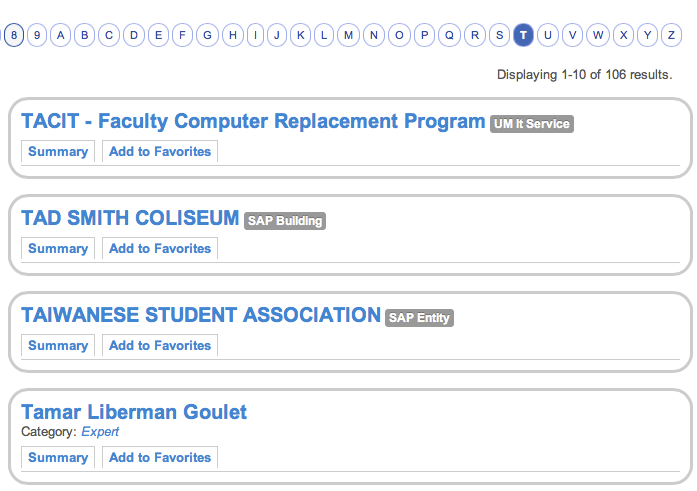 8 9 A B C D E F G H I J K L M N O P Q R S T U V W X Y Z
Displaying 1-10 of 106 results.
TACIT - Faculty Computer Replacement Program UM It Service
Summary Add to Favorites
TAD SMITH COLISEUM SAP Building
Summary Add to Favorites
TAIWANESE STUDENT ASSOCIATION SAP Entity
Summary Add to Favorites
Tamar Liberman Goulet
Category: Expert
Summary Add to Favorites